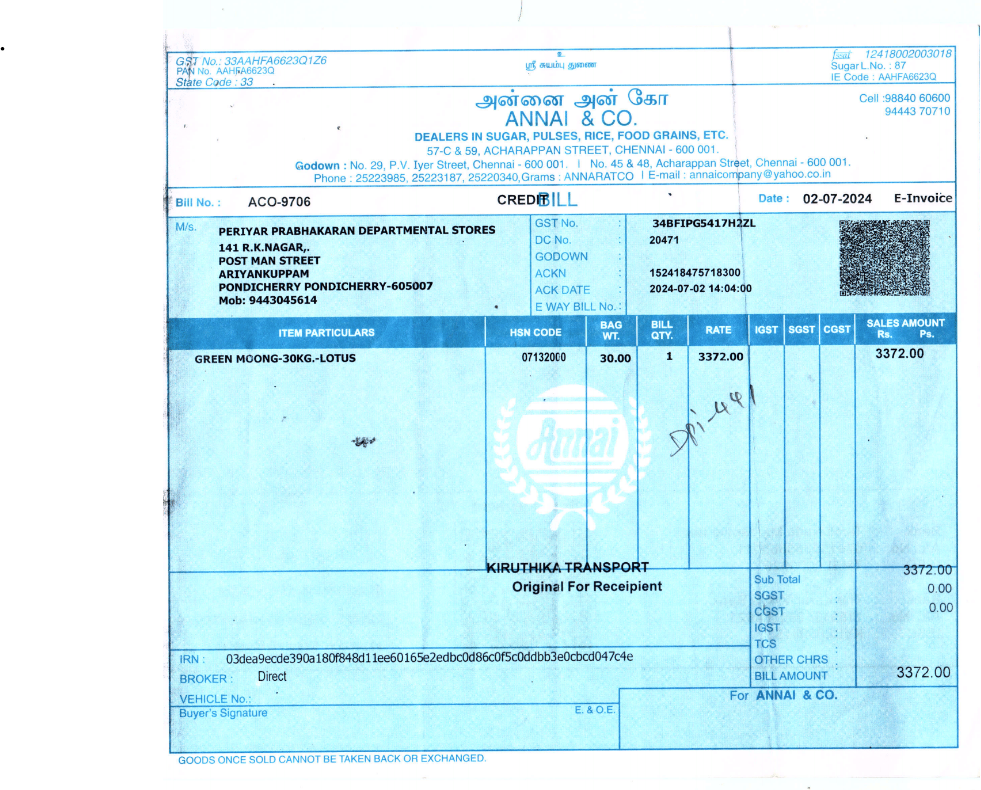 GST No.: 33AAHFA6623Q1Z6
PAN No. AAHFA6623Q
State Code : 33
உ
ஸ்ரீ சுயம்பு துணை
fssai 12418002003018
Sugar L.No. : 87
IE Code : AAHFA6623Q
அன்னை அன் கோ
Cell :98840 60600
94443 70710
ANNAI & CO.
DEALERS IN SUGAR, PULSES, RICE, FOOD GRAINS, ETC.
57-C & 59, ACHARAPPAN STREET, CHENNAI - 600 001.
Godown : No. 29, P.V. Iyer Street, Chennai - 600 001. | No. 45 & 48, Acharappan Street, Chennai - 600 001.
Phone : 25223985, 25223187, 25220340,Grams : ANNARATCO | E-mail : annaicompany@yahoo.co.in
Bill No. : ACO-9706 CREDIT BILL Date : 02-07-2024 E-Invoice
M/s. PERIYAR PRABHAKARAN DEPARTMENTAL STORES
141 R.K.NAGAR,.
POST MAN STREET
ARIYANKUPPAM
PONDICHERRY PONDICHERRY-605007
Mob: 9443045614
GST No. : 34BFIPG5417H2ZL
DC No. : 20471
GODOWN :
ACKN : 152418475718300
ACK DATE : 2024-07-02 14:04:00
E WAY BILL No. :
ITEM PARTICULARS HSN CODE BAG WT. BILL QTY. RATE IGST SGST CGST SALES AMOUNT Rs. Ps.
GREEN MOONG-30KG.-LOTUS 07132000 30.00 1 3372.00 3372.00
Dpi-441
Annai
KIRUTHIKA TRANSPORT
Original For Receipient
Sub Total 3372.00
SGST : 0.00
CGST : 0.00
IGST :
TCS :
OTHER CHRS :
BILL AMOUNT 3372.00
IRN : 03dea9ecde390a180f848d11ee60165e2edbc0d86c0f5c0ddbb3e0cbcd047c4e
BROKER : Direct
VEHICLE No.:
Buyer's Signature E. & O.E.
For ANNAI & CO.
GOODS ONCE SOLD CANNOT BE TAKEN BACK OR EXCHANGED.